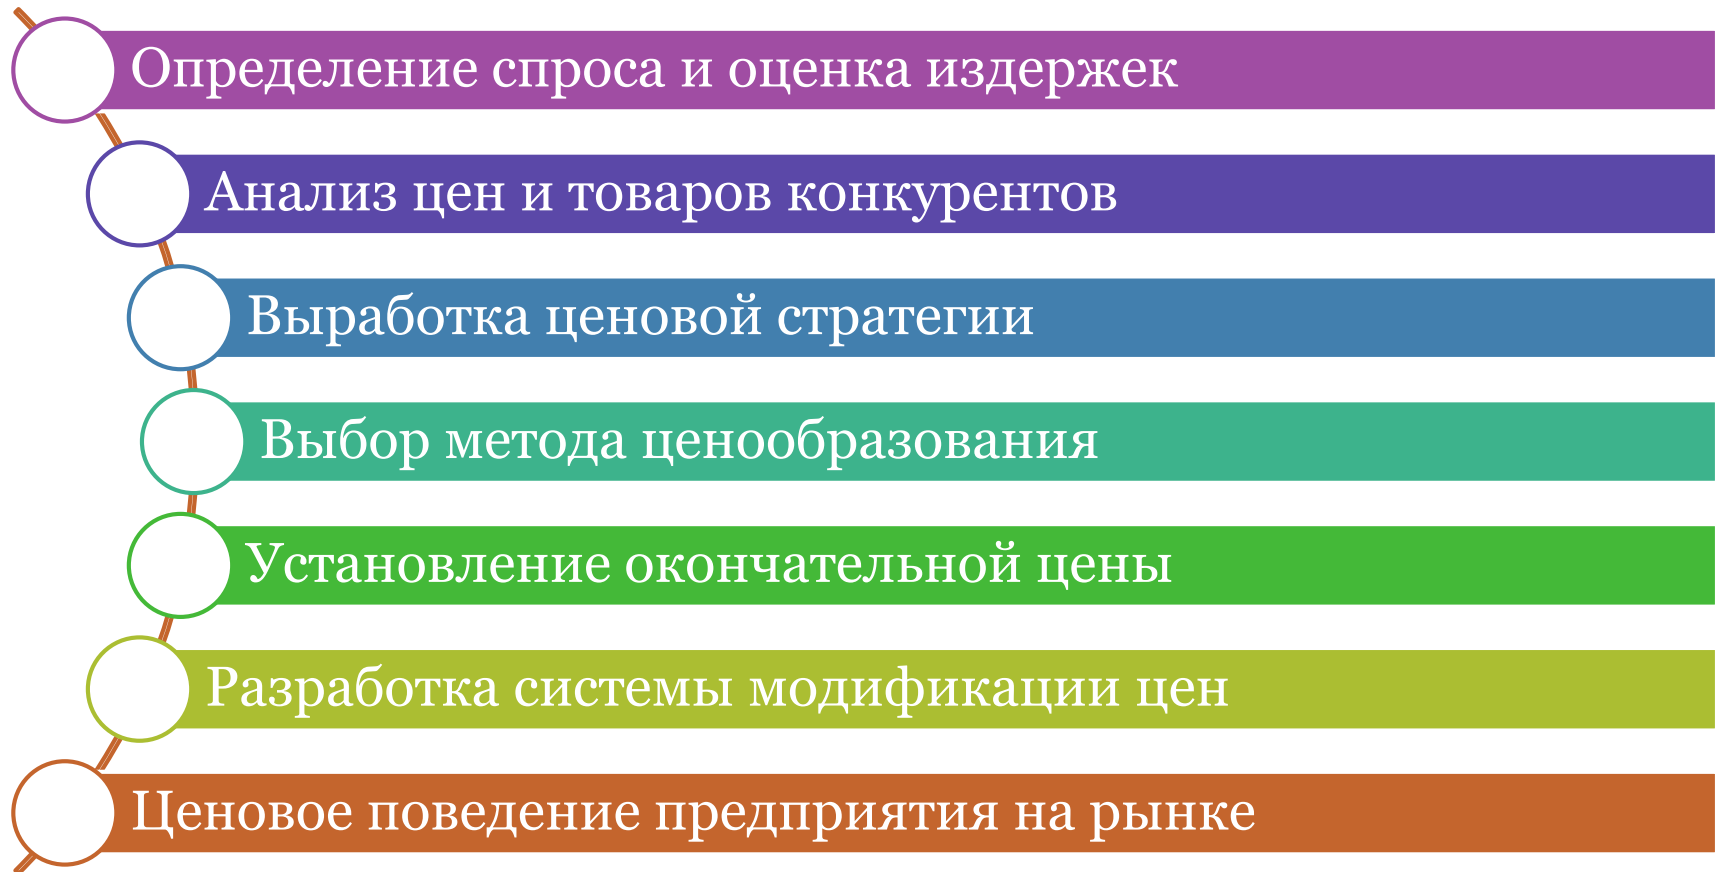 Определение спроса и оценка издержек
Анализ цен и товаров конкурентов
Выработка ценовой стратегии
Выбор метода ценообразования
Установление окончательной цены
Разработка системы модификации цен
Ценовое поведение предприятия на рынке